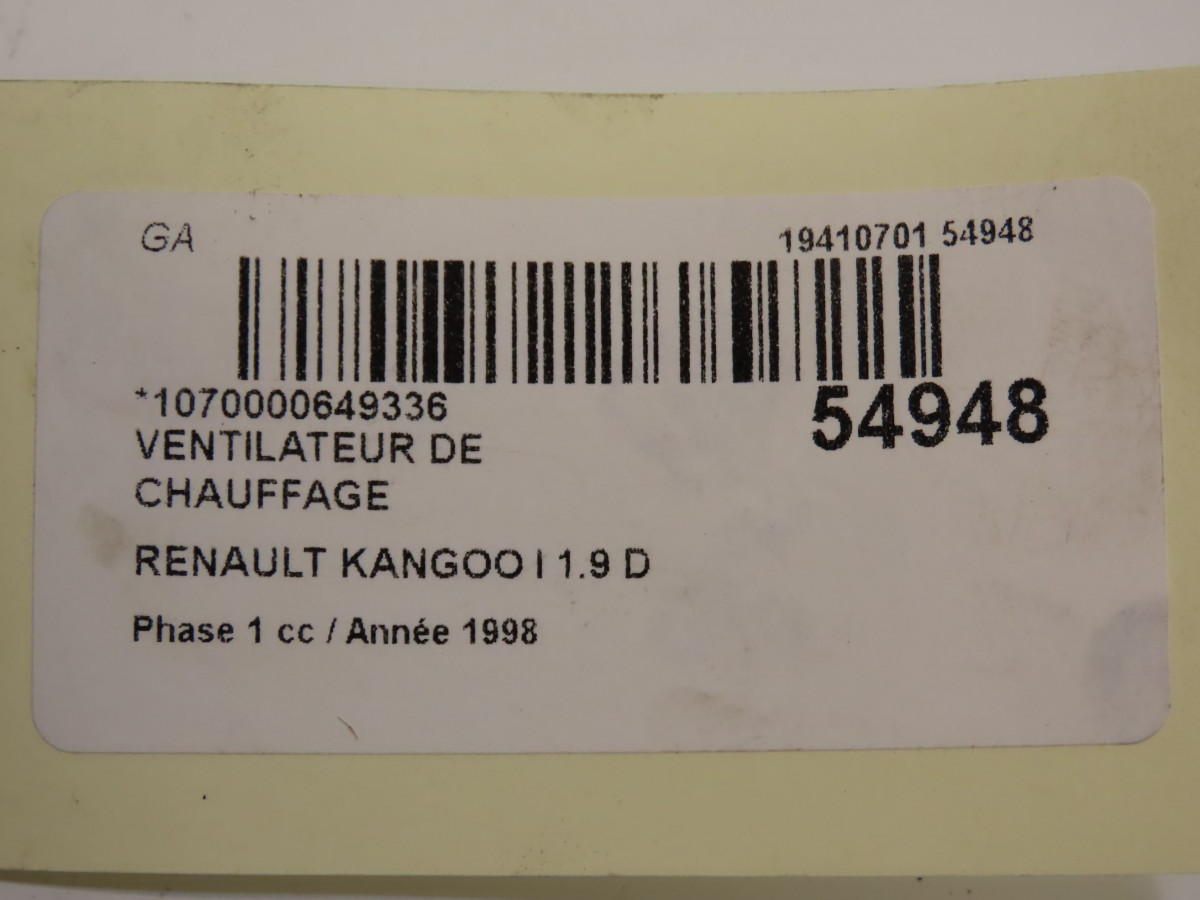 GA
19410701 54948
*1070000649336
54948
VENTILATEUR DE
CHAUFFAGE
RENAULT KANGOO I 1.9 D
Phase 1 cc / Année 1998